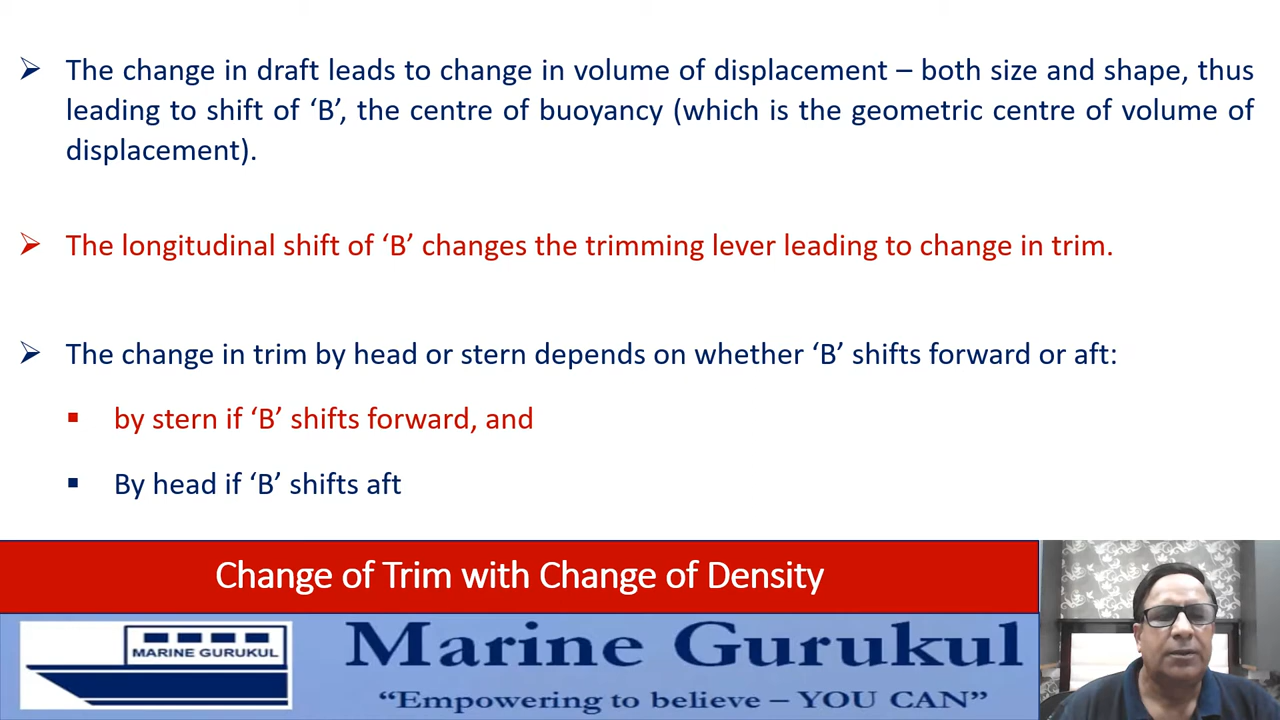 ➢ The change in draft leads to change in volume of displacement – both size and shape, thus
leading to shift of ‘B’, the centre of buoyancy (which is the geometric centre of volume of
displacement).
➢ The longitudinal shift of ‘B’ changes the trimming lever leading to change in trim.
➢ The change in trim by head or stern depends on whether ‘B’ shifts forward or aft:
▪ by stern if ‘B’ shifts forward, and
▪ By head if ‘B’ shifts aft
Change of Trim with Change of Density
MARINE GURUKUL
Marine Gurukul
“Empowering to believe – YOU CAN”